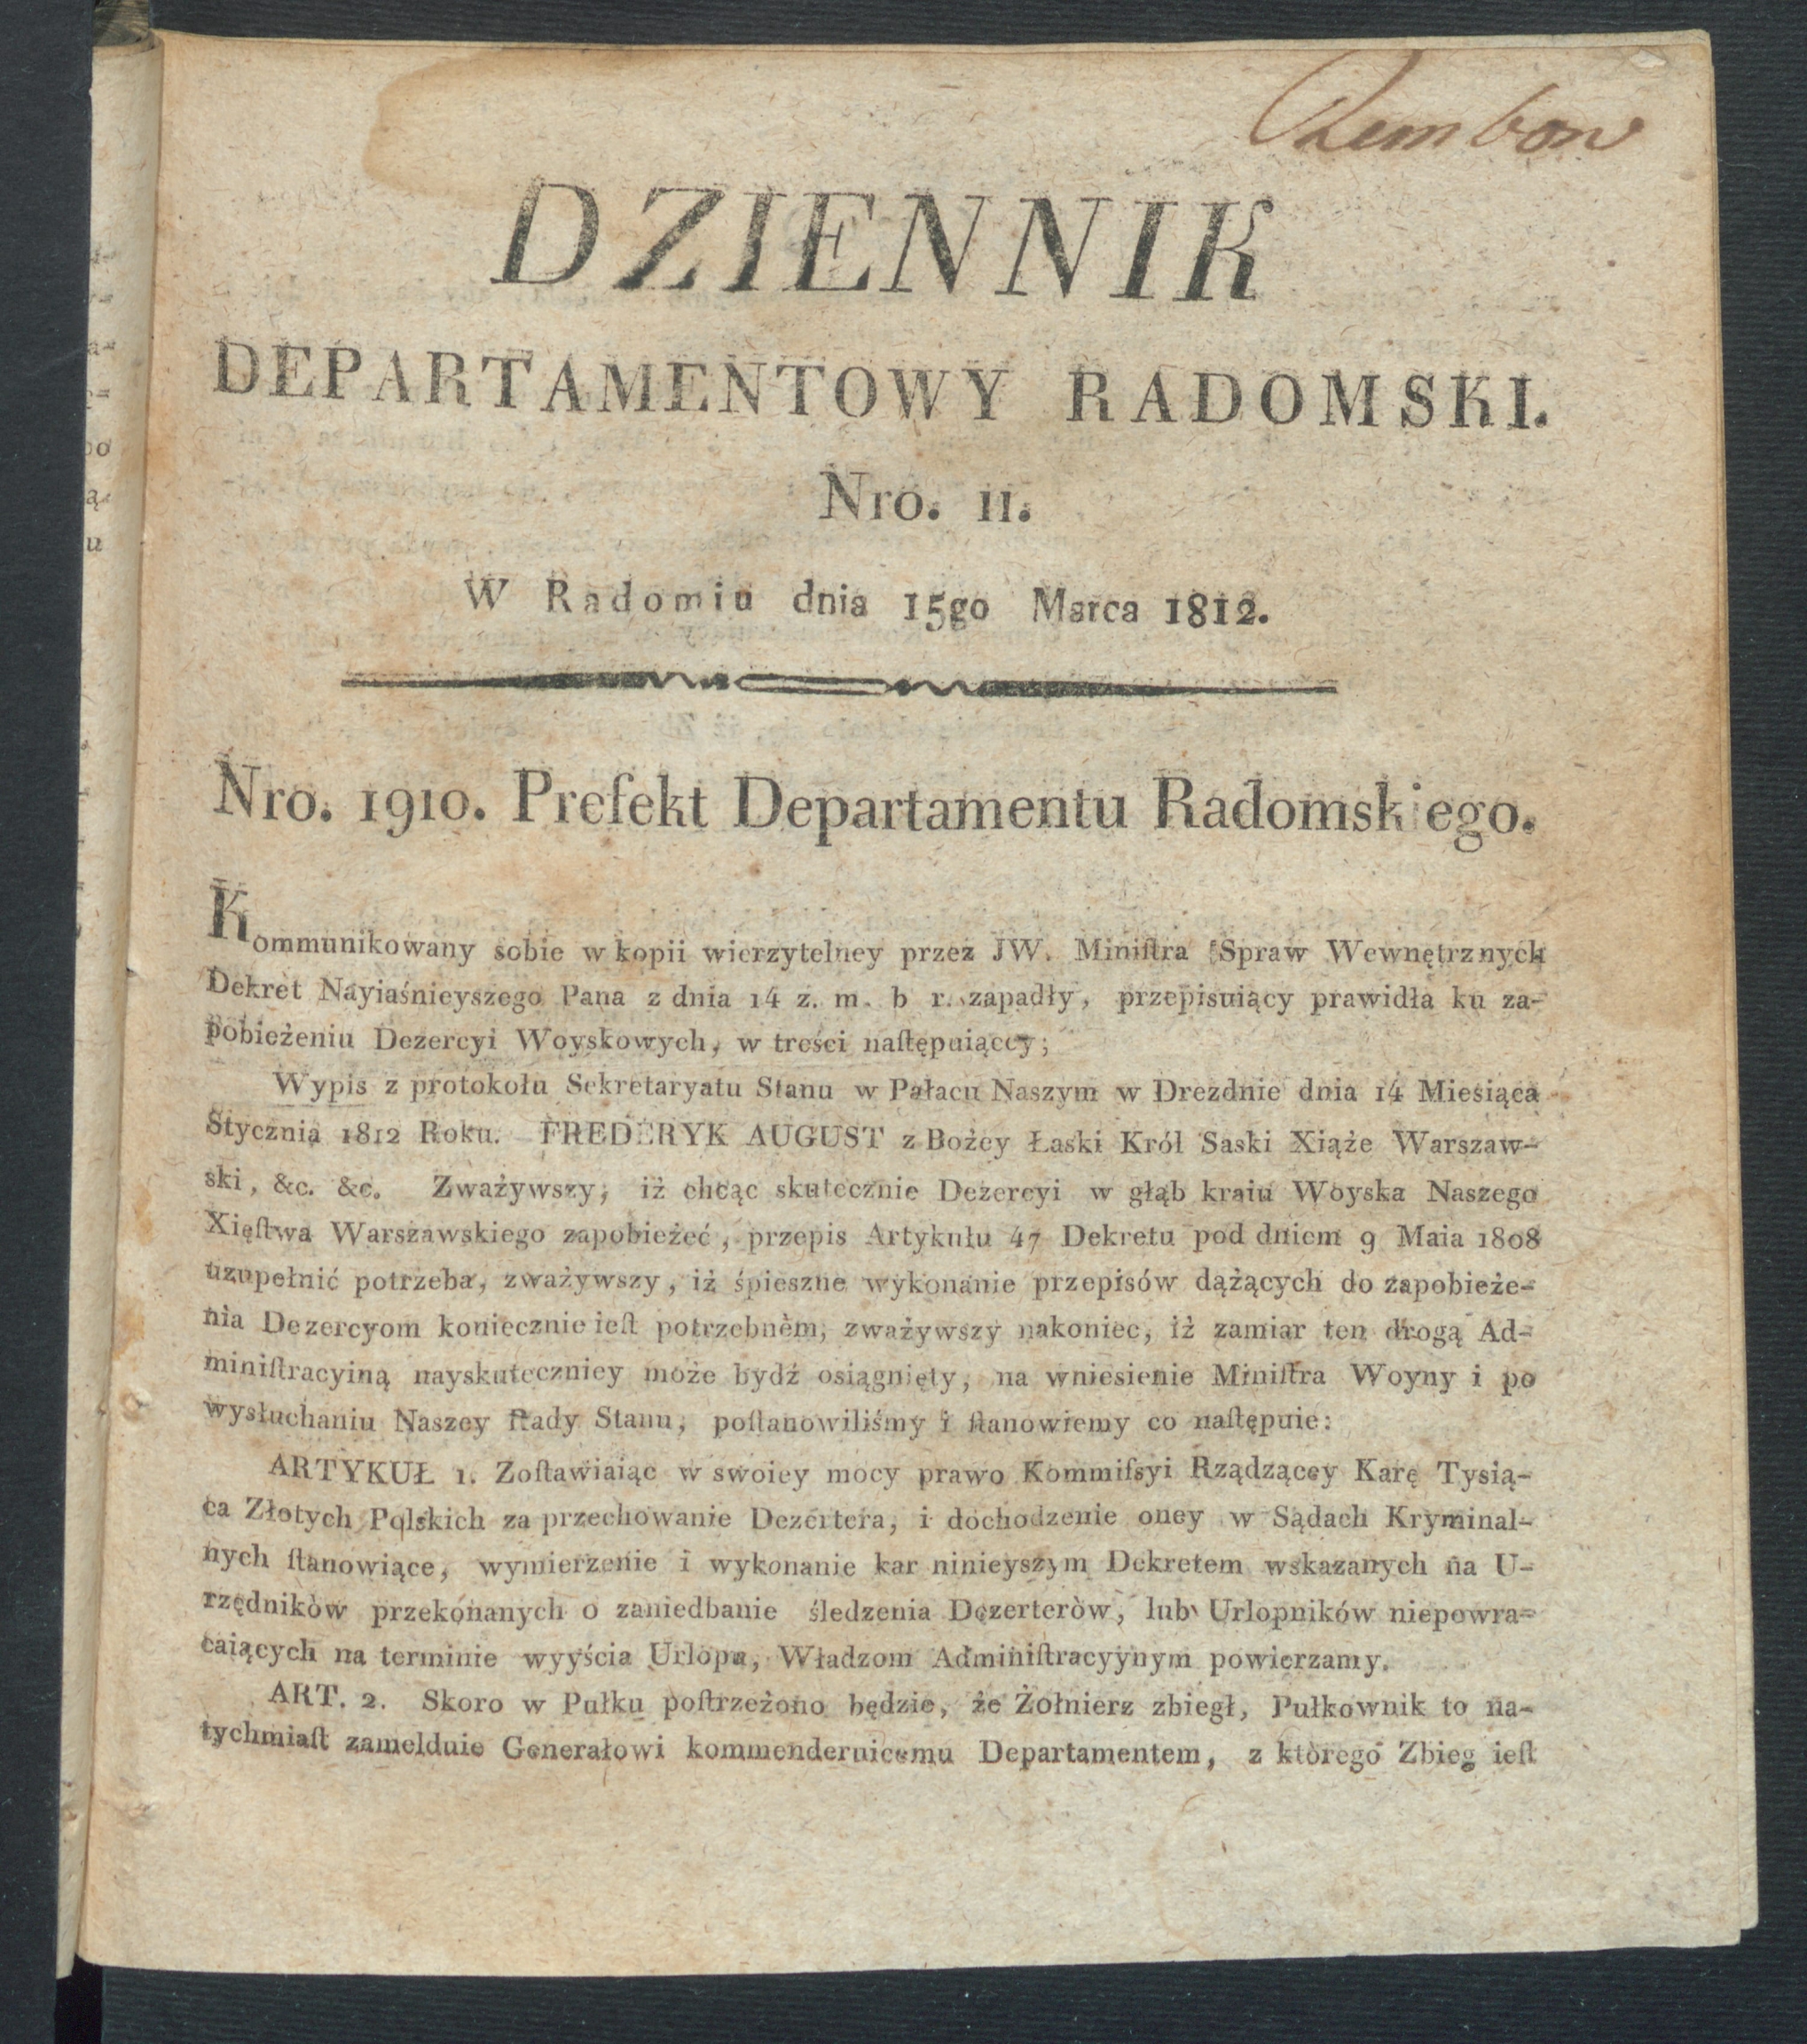 Rembow
DZIENNIK
DEPARTAMENTOWY RADOMSKI.
Nro. 11.
W Radomiu dnia 15go Marca 1812.
Nro. 1910. Prefekt Departamentu Radomskiego.
Kommunikowany sobie w kopii wierzytelney przez JW. Miniſtra Spraw Wewnętrznych
Dekret Nayiaśnieyszego Pana z dnia 14 z. m. b r. zapadły, przepisuiący prawidła ku za-
pobieżeniu Dezercyi Woyskowych, w treści naſtępuiącey;
Wypis z protokołu Sekretaryatu Stanu w Pałacu Naszym w Dreznie dnia 14 Miesiąca
Stycznia 1812 Roku. FREDERYK AUGUST z Bożey Łaski Król Saski Xiąże Warszaw-
ski, &c. &c. Zważywszy, iż chcąc skutecznie Dezercyi w głąb kraiu Woyska Naszego
Xięſtwa Warszawskiego zapobieżeć, przepis Artykułu 47 Dekretu pod dniem 9 Maia 1808
uzupełnić potrzeba, zważywszy, iż śpieszne wykonanie przepisów dążących do zapobieże-
nia Dezercyom koniecznie ieſt potrzebnèm, zważywszy nakoniec, iż zamiar ten drogą Ad-
miniſtracyiną nayskuteczniey może bydź osiągnięty, na wniesienie Miniſtra Woyny i po
wysłuchaniu Naszey Rady Stanu, poſtanowiliśmy i ſtanowiemy co naſtępuie:
ARTYKUŁ 1. Zoſtawiaiąc w swoiey mocy prawo Kommiſsyi Rządzącey Karę Tysią-
ca Złotych Polskich za przechowanie Dezertera, i dochodzenie oney w Sądach Kryminal-
nych ſtanowiące, wymierzenie i wykonanie kar ninieyszym Dekretem wskazanych na U-
rzędników przekonanych o zaniedbanie śledzenia Dezerterów, lub Urlopników niepowra-
caiących na terminie wyyścia Urlopu, Władzom Adminiſtracyynym powierzamy.
ART. 2. Skoro w Pułku poſtrzeżono będzie, że Żołnierz zbiegł, Pułkownik to na-
tychmiaſt zamelduie Generałowi kommenderuicemu Departamentem, z którego Zbieg ieſt